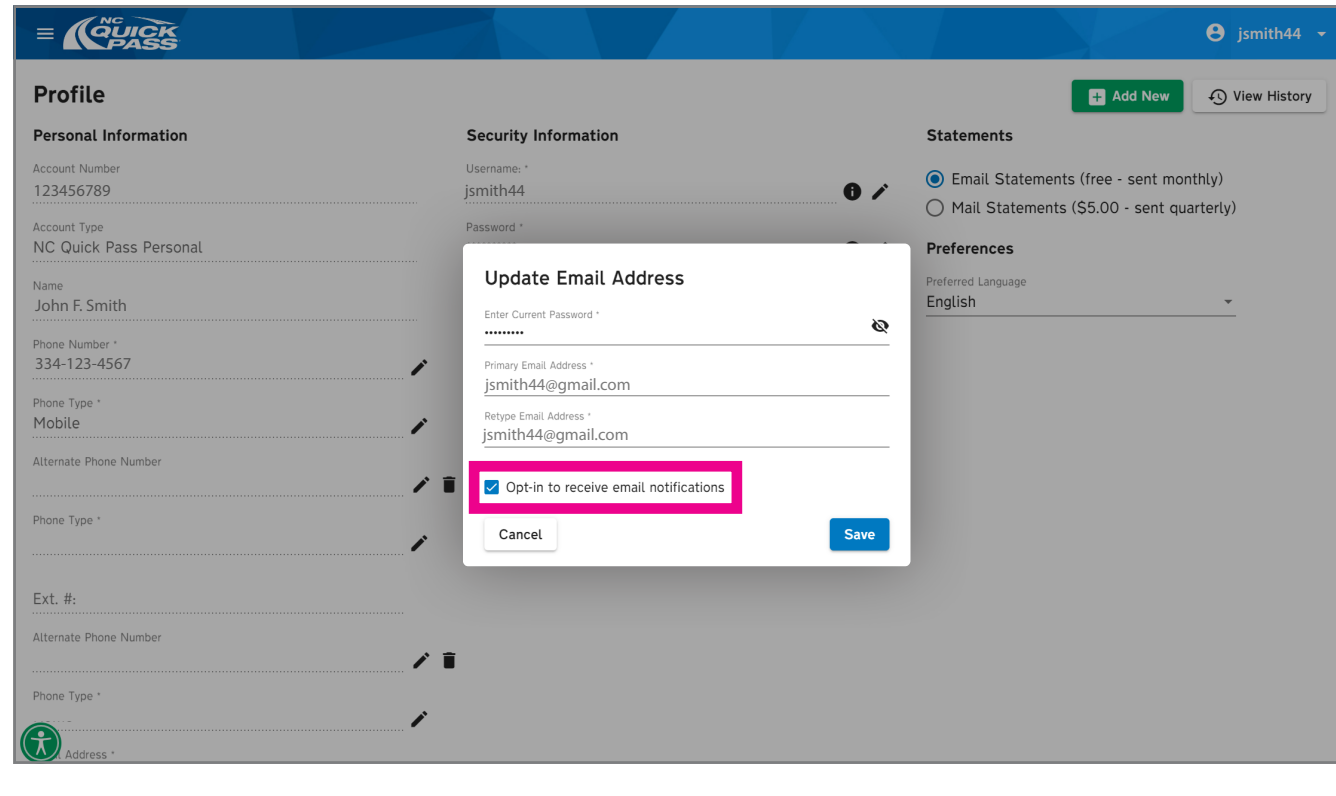 NC
QUICK
PASS
jsmith44
Profile
Add New
View History
Personal Information
Account Number
123456789
Account Type
NC Quick Pass Personal
Name
John F. Smith
Phone Number *
334-123-4567
Phone Type *
Mobile
Alternate Phone Number
Phone Type *
Ext. #:
Alternate Phone Number
Phone Type *
Address *
Security Information
Username: *
jsmith44
Password *
Update Email Address
Enter Current Password *
•••••••••
Primary Email Address *
jsmith44@gmail.com
Retype Email Address *
jsmith44@gmail.com
Opt-in to receive email notifications
Cancel
Save
Statements
Email Statements (free - sent monthly)
Mail Statements ($5.00 - sent quarterly)
Preferences
Preferred Language
English